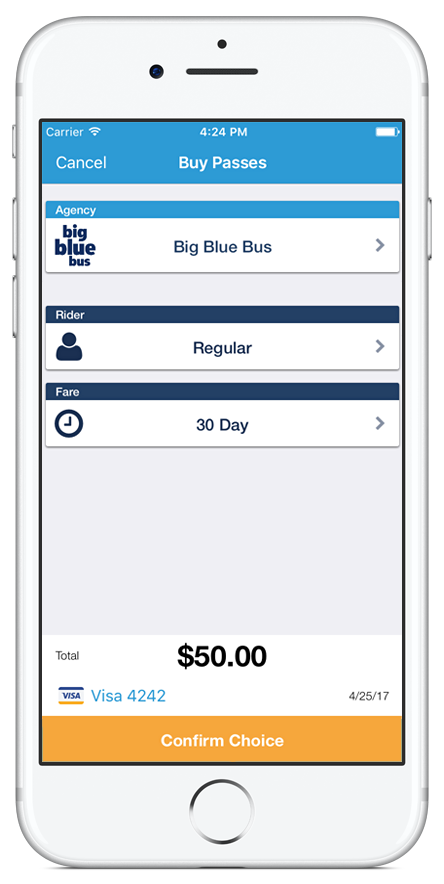 Carrier 4:24 PM
Cancel Buy Passes
Agency
big
blue
bus
Big Blue Bus
Rider
Regular
Fare
30 Day
Total $50.00
VISA Visa 4242 4/25/17
Confirm Choice